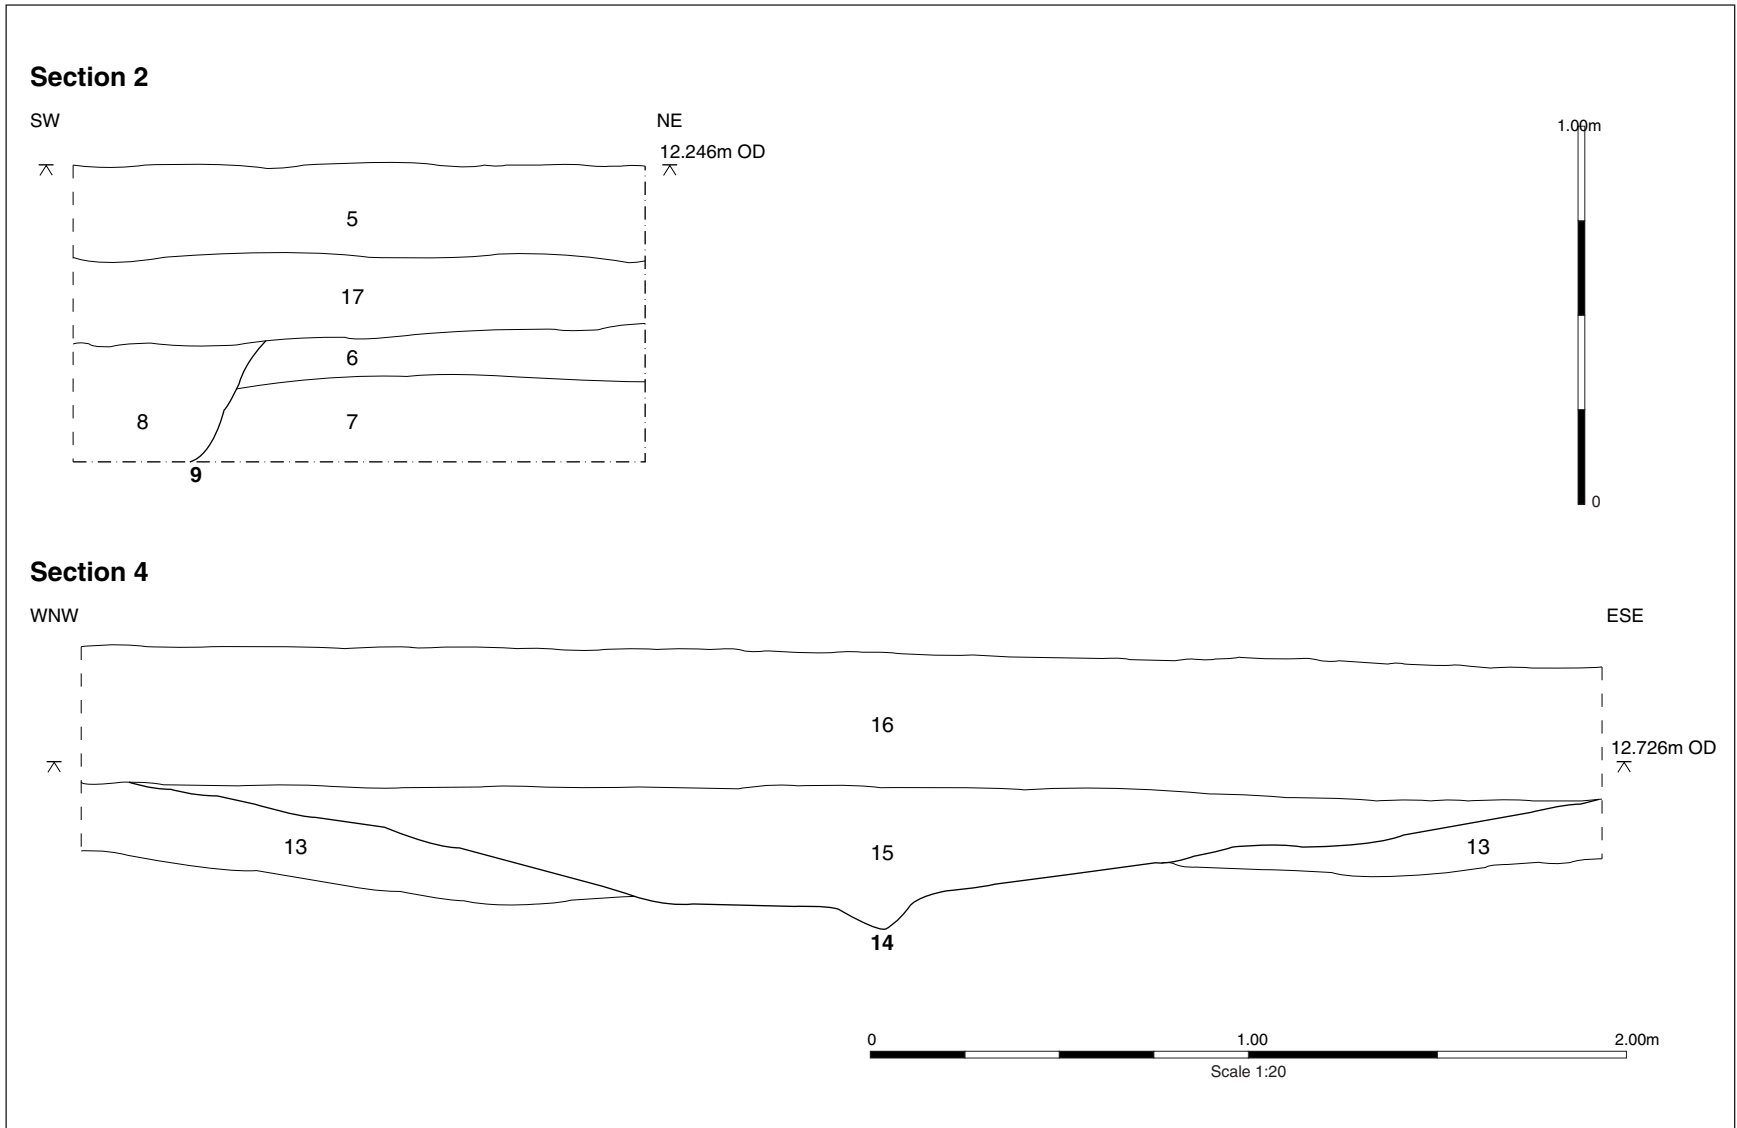 Section 2
SW
NE
12.246m OD
1.00m
5
17
6
8
7
9
0
Section 4
WNW
ESE
16
12.726m OD
13
15
13
14
0
1.00
2.00m
Scale 1:20